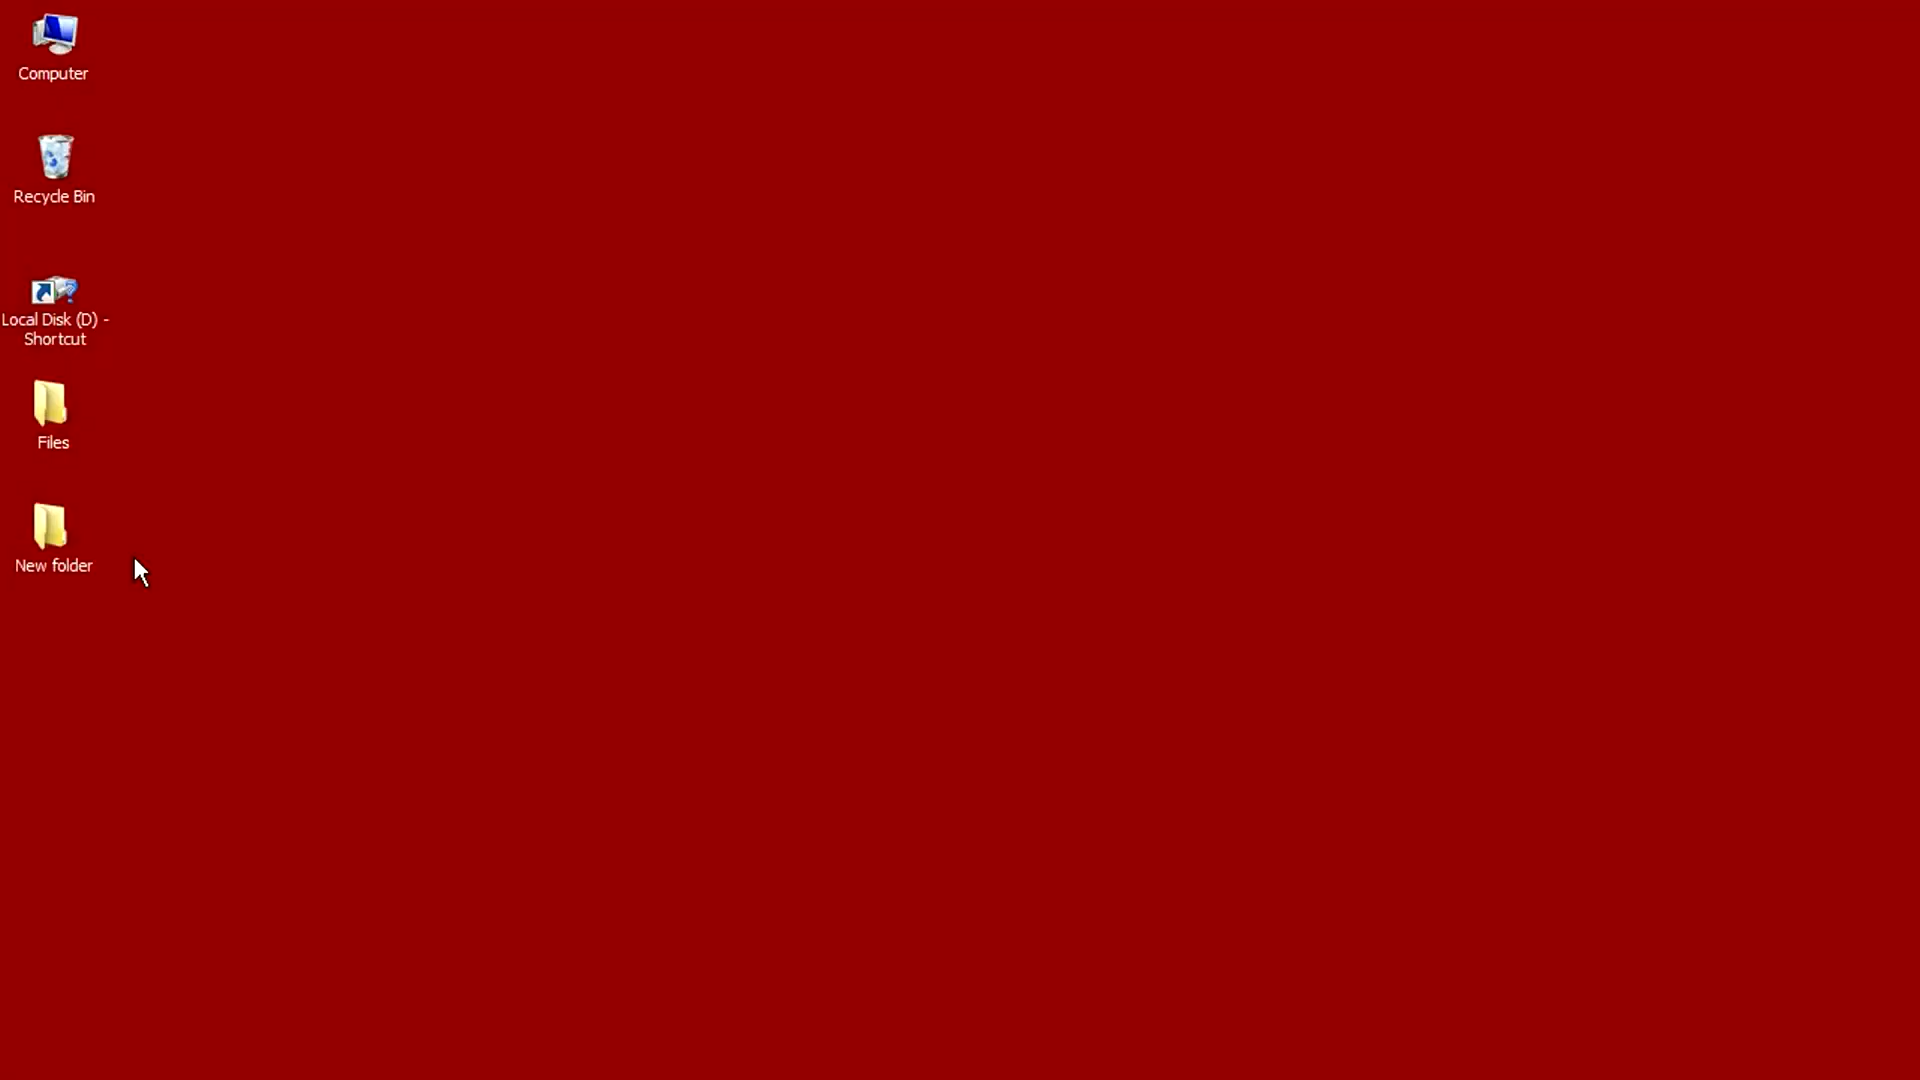 Computer
Recycle Bin
Local Disk (D) -
Shortcut
Files
New folder